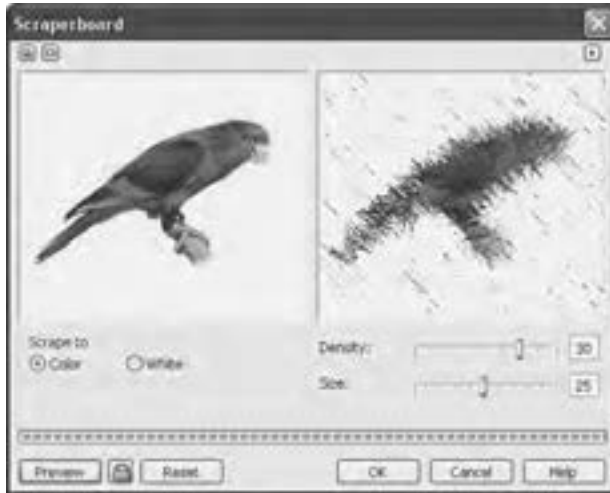 Scraperboard
Scrape to
Color White
Density: 30
Size: 25
Preview Reset OK Cancel Help